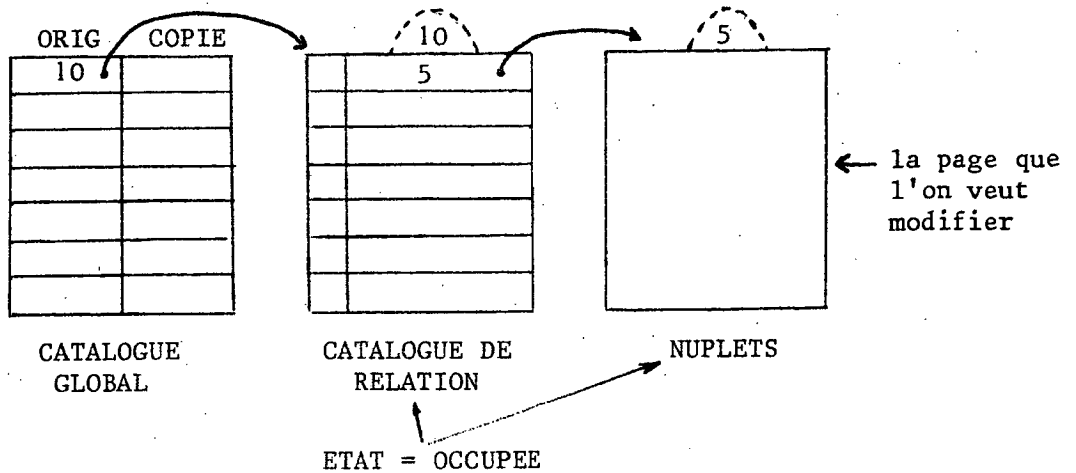 ORIG COPIE
10
10
5
5
la page que
l'on veut
modifier
CATALOGUE
GLOBAL
CATALOGUE DE
RELATION
NUPLETS
ETAT = OCCUPEE